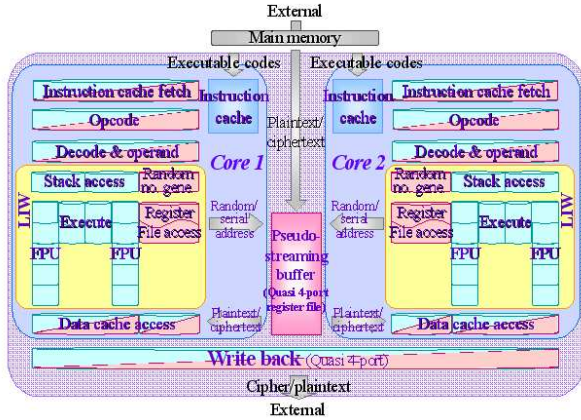 External
Main memory
Executable codes
Executable codes
Instruction cache fetch
Opcode
Decode & operand
Instruction
cache
Core 1
Plaintext/
ciphertext
Instruction
cache
Core 2
Instruction cache fetch
Opcode
Decode & operand
LIW
Stack access
Random
no. gene.
Execute
Register
File access
FPU
FPU
Random/
serial
address
Pseudo-
streaming
buffer
(Quasi 4-port
register file)
Random/
serial
address
Random
no. gene.
Stack access
Register
File access
Execute
FPU
FPU
LIW
Data cache access
Plaintext/
ciphertext
Plaintext/
ciphertext
Data cache access
Write back (Quasi 4-port)
Cipher/plaintext
External